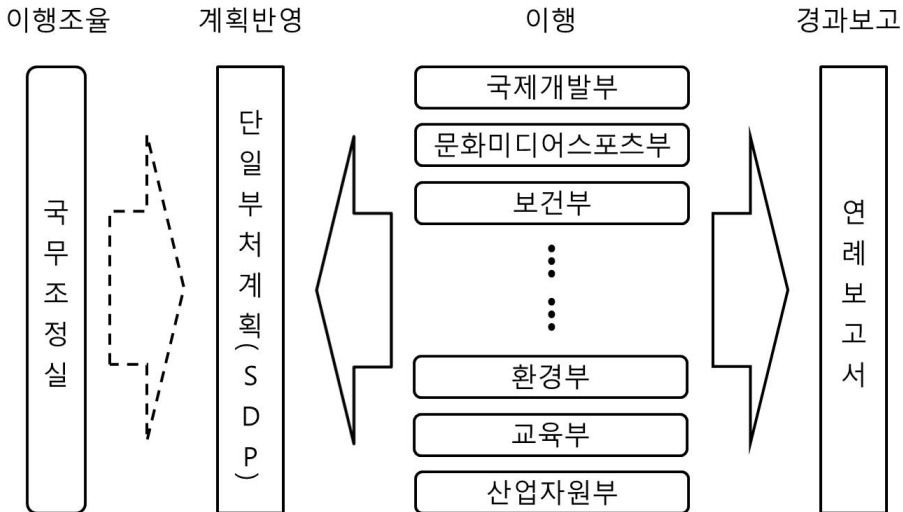 이행조율
계획반영
이행
경과보고
국무조정실
단일부처계획(SDP)
국제개발부
문화미디어스포츠부
보건부
환경부
교육부
산업자원부
연례보고서